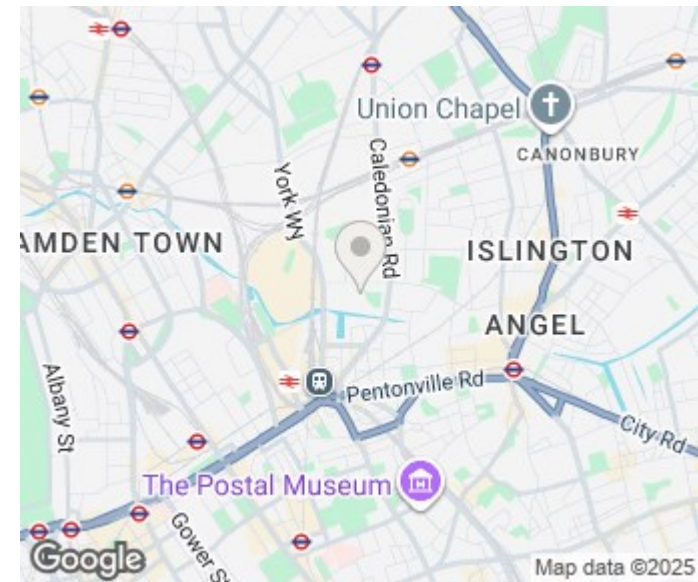 Union Chapel
CANONBURY
Caledonian Rd
York Wy
AMDEN TOWN
ISLINGTON
ANGEL
Albany St
Pentonville Rd
City Rd
The Postal Museum
Gower St
Google
Map data ©2025